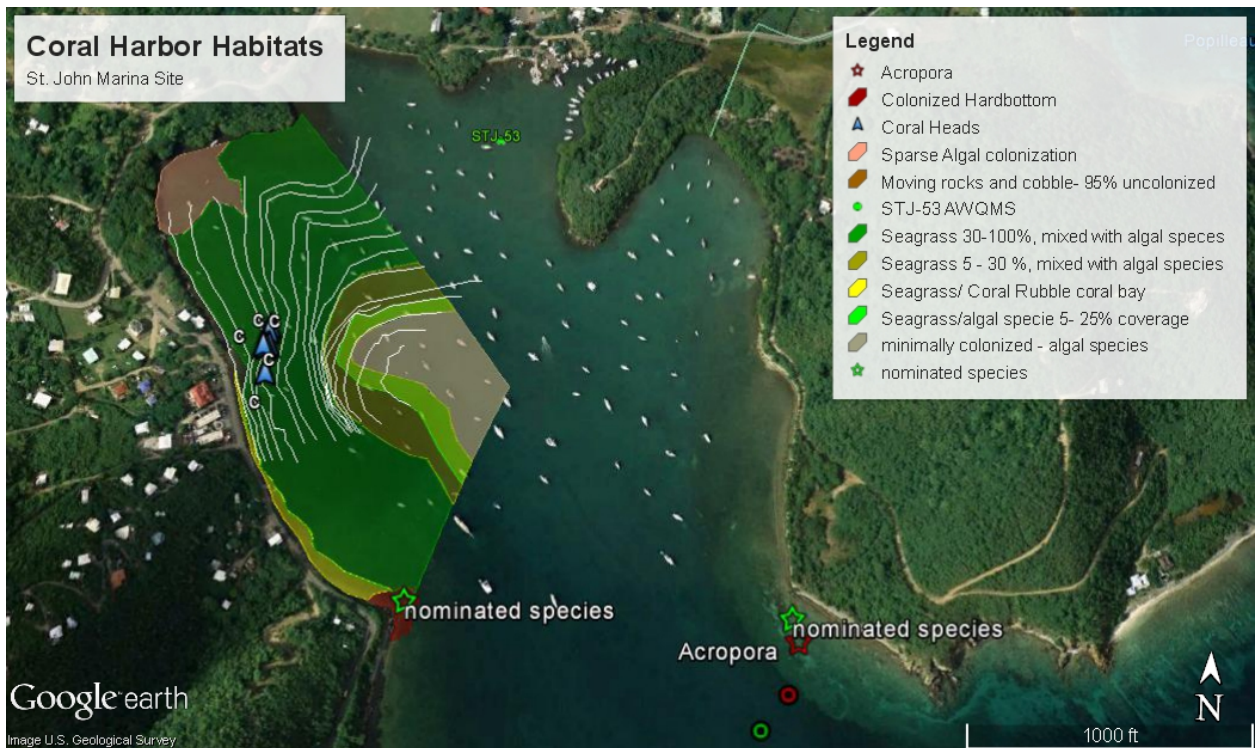 Coral Harbor Habitats
St. John Marina Site
Legend
Acropora
Colonized Hardbottom
Coral Heads
Sparse Algal colonization
Moving rocks and cobble- 95% uncolonized
STJ-53 AWQMS
Seagrass 30-100%, mixed with algal speces
Seagrass 5 - 30 %, mixed with algal species
Seagrass/ Coral Rubble coral bay
Seagrass/algal specie 5- 25% coverage
minimally colonized - algal species
nominated species
Popilleau
STJ-53
C C
C
C
C
nominated species
nominated species
Acropora
Google earth
Image U.S. Geological Survey
N
1000 ft